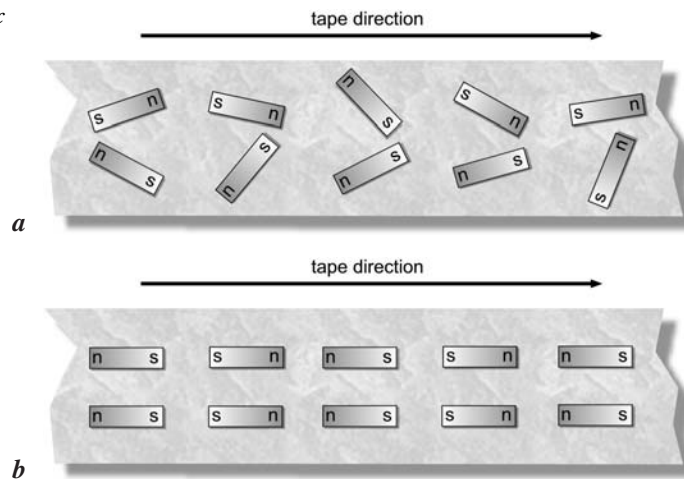 c
tape direction
s n s n n s s n s n
n s n s n s n s n s
a
tape direction
n s s n n s s n n s
n s s n n s s n n s
b